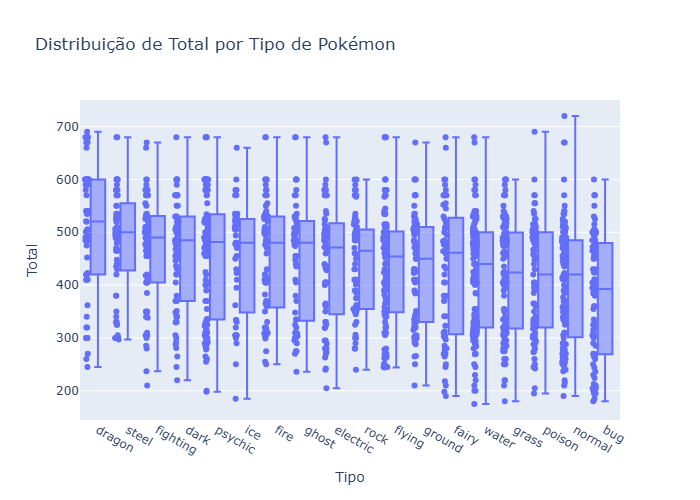 Distribuição de Total por Tipo de Pokémon
Total
700
600
500
400
300
200
dragon
steel
fighting
dark
psychic
ice
fire
ghost
electric
rock
flying
ground
fairy
water
grass
poison
normal
bug
Tipo